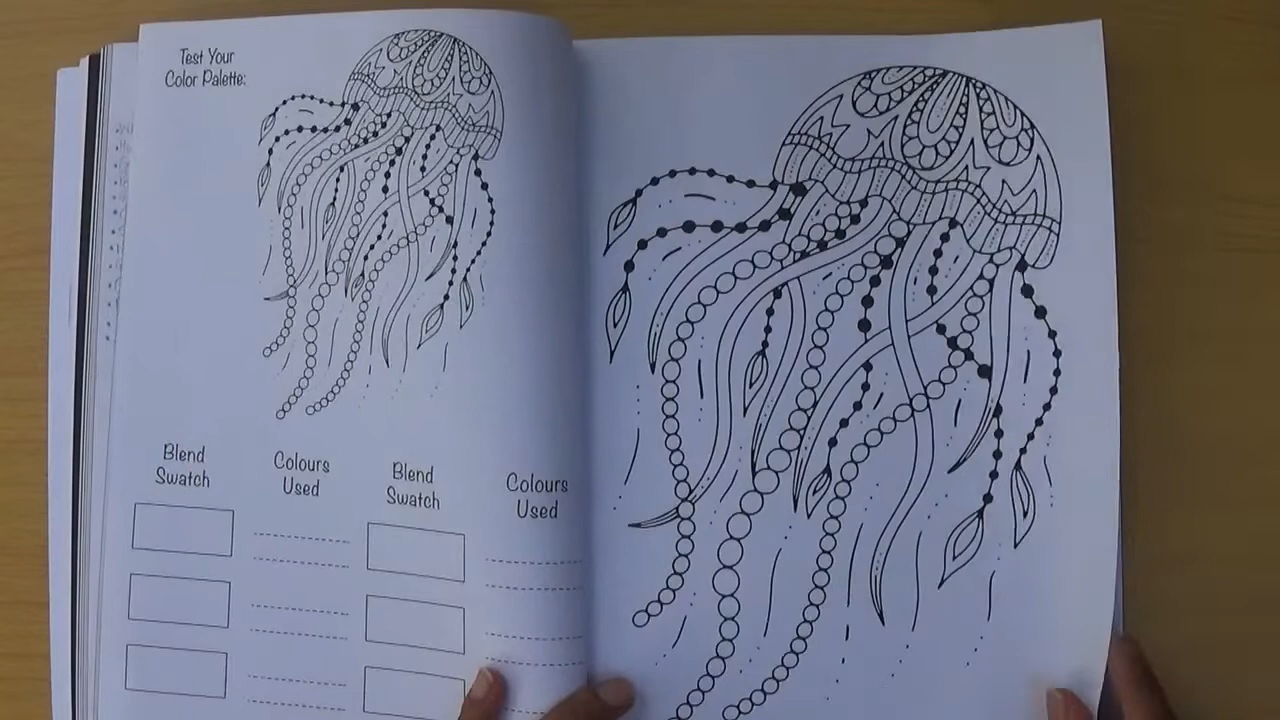 Test Your
Color Palette:
Blend
Swatch
Colours
Used
Blend
Swatch
Colours
Used